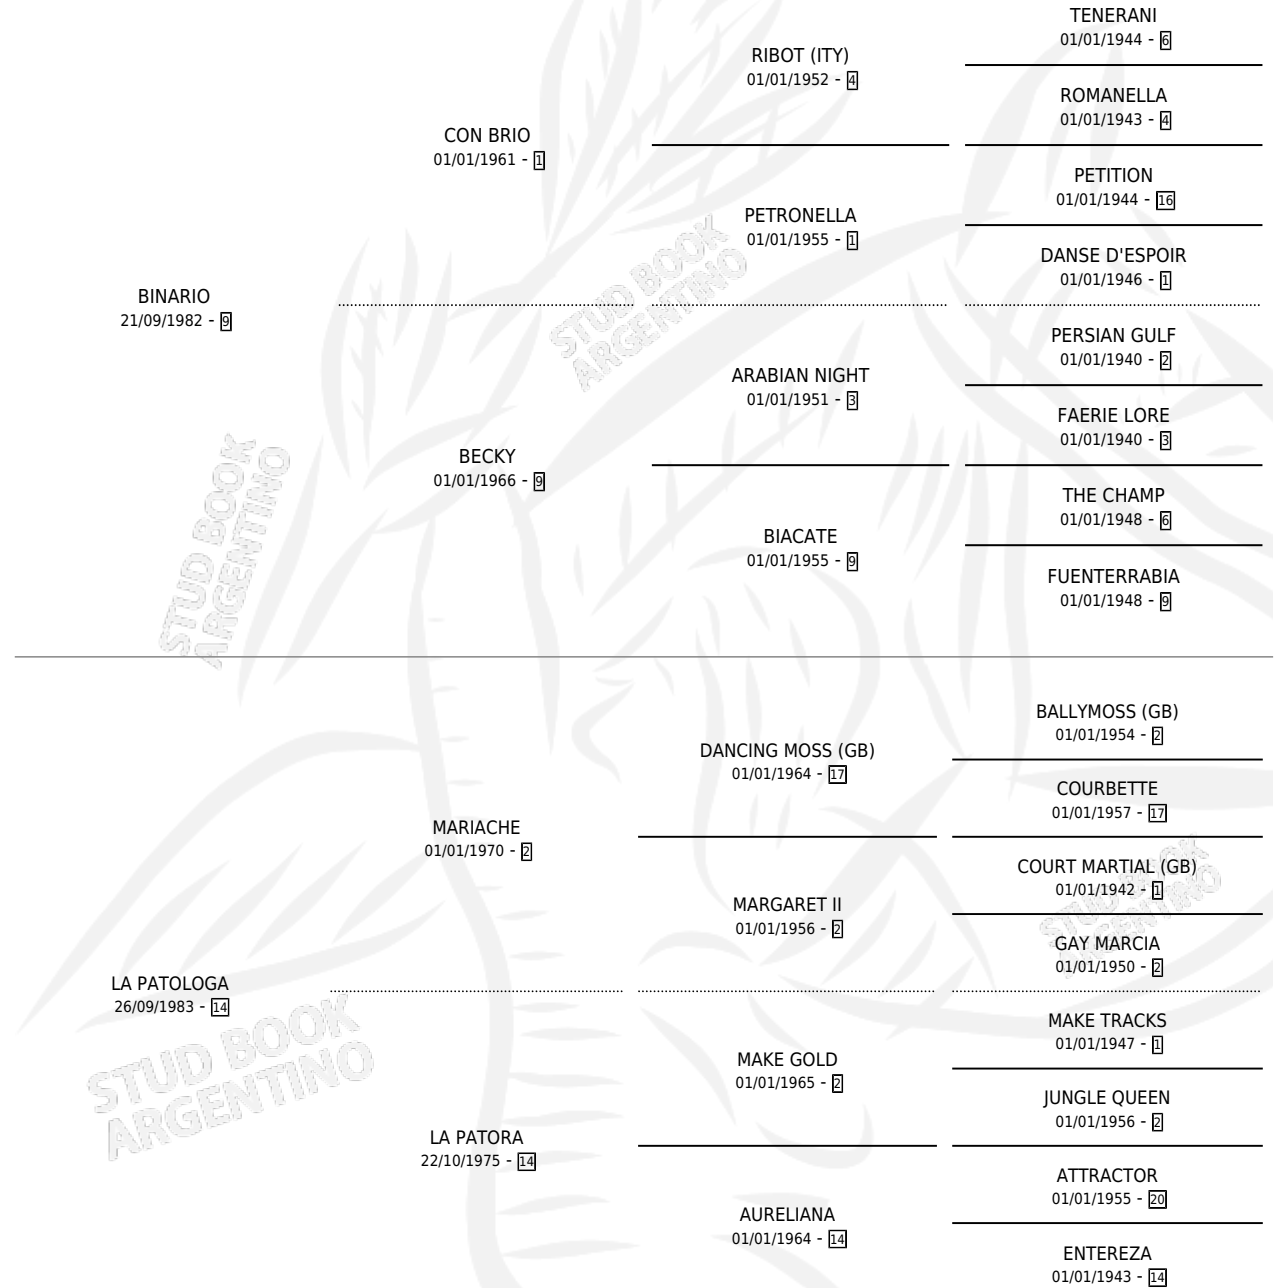 TENERANI
01/01/1944 - 6
RIBOT (ITY)
01/01/1952 - 4
ROMANELLA
01/01/1943 - 4
CON BRIO
01/01/1961 - 1
PETITION
01/01/1944 - 16
PETRONELLA
01/01/1955 - 1
DANSE D'ESPOIR
01/01/1946 - 1
BINARIO
21/09/1982 - 9
PERSIAN GULF
01/01/1940 - 2
ARABIAN NIGHT
01/01/1951 - 3
FAERIE LORE
01/01/1940 - 3
BECKY
01/01/1966 - 9
THE CHAMP
01/01/1948 - 6
BIACATE
01/01/1955 - 9
FUENTERRABIA
01/01/1948 - 9
BALLYMOSS (GB)
01/01/1954 - 2
DANCING MOSS (GB)
01/01/1964 - 17
COURBETTE
01/01/1957 - 17
MARIACHE
01/01/1970 - 2
COURT MARTIAL (GB)
01/01/1942 - 1
MARGARET II
01/01/1956 - 2
GAY MARCIA
01/01/1950 - 2
LA PATOLOGA
26/09/1983 - 14
MAKE TRACKS
01/01/1947 - 1
MAKE GOLD
01/01/1965 - 2
JUNGLE QUEEN
01/01/1956 - 2
LA PATORA
22/10/1975 - 14
ATTRACTOR
01/01/1955 - 20
AURELIANA
01/01/1964 - 14
ENTEREZA
01/01/1943 - 14
STUD BOOK
ARGENTINO
STUD BOOK
ARGENTINO
STUD BOOK
ARGENTINO
STUD BOOK
ARGENTINO